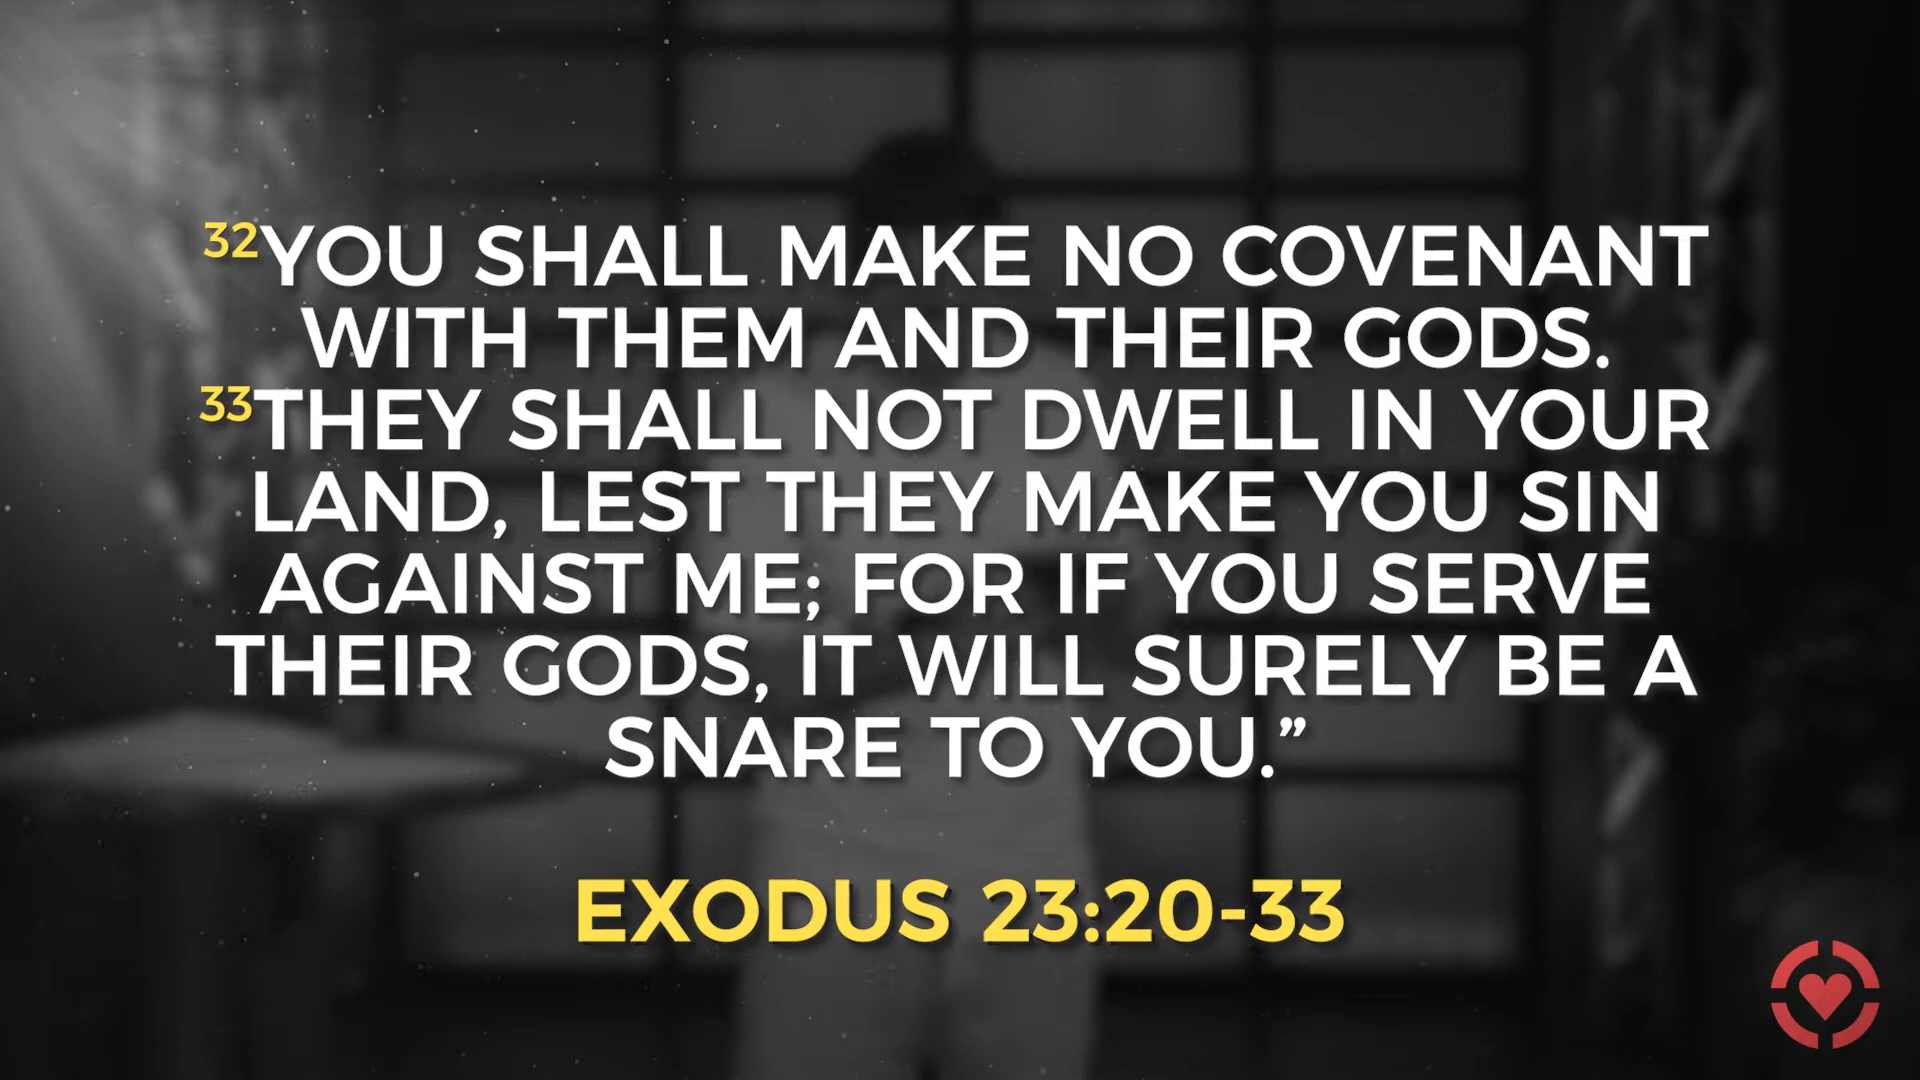 32YOU SHALL MAKE NO COVENANT
WITH THEM AND THEIR GODS.
33THEY SHALL NOT DWELL IN YOUR
LAND, LEST THEY MAKE YOU SIN
AGAINST ME; FOR IF YOU SERVE
THEIR GODS, IT WILL SURELY BE A
SNARE TO YOU.”
EXODUS 23:20-33